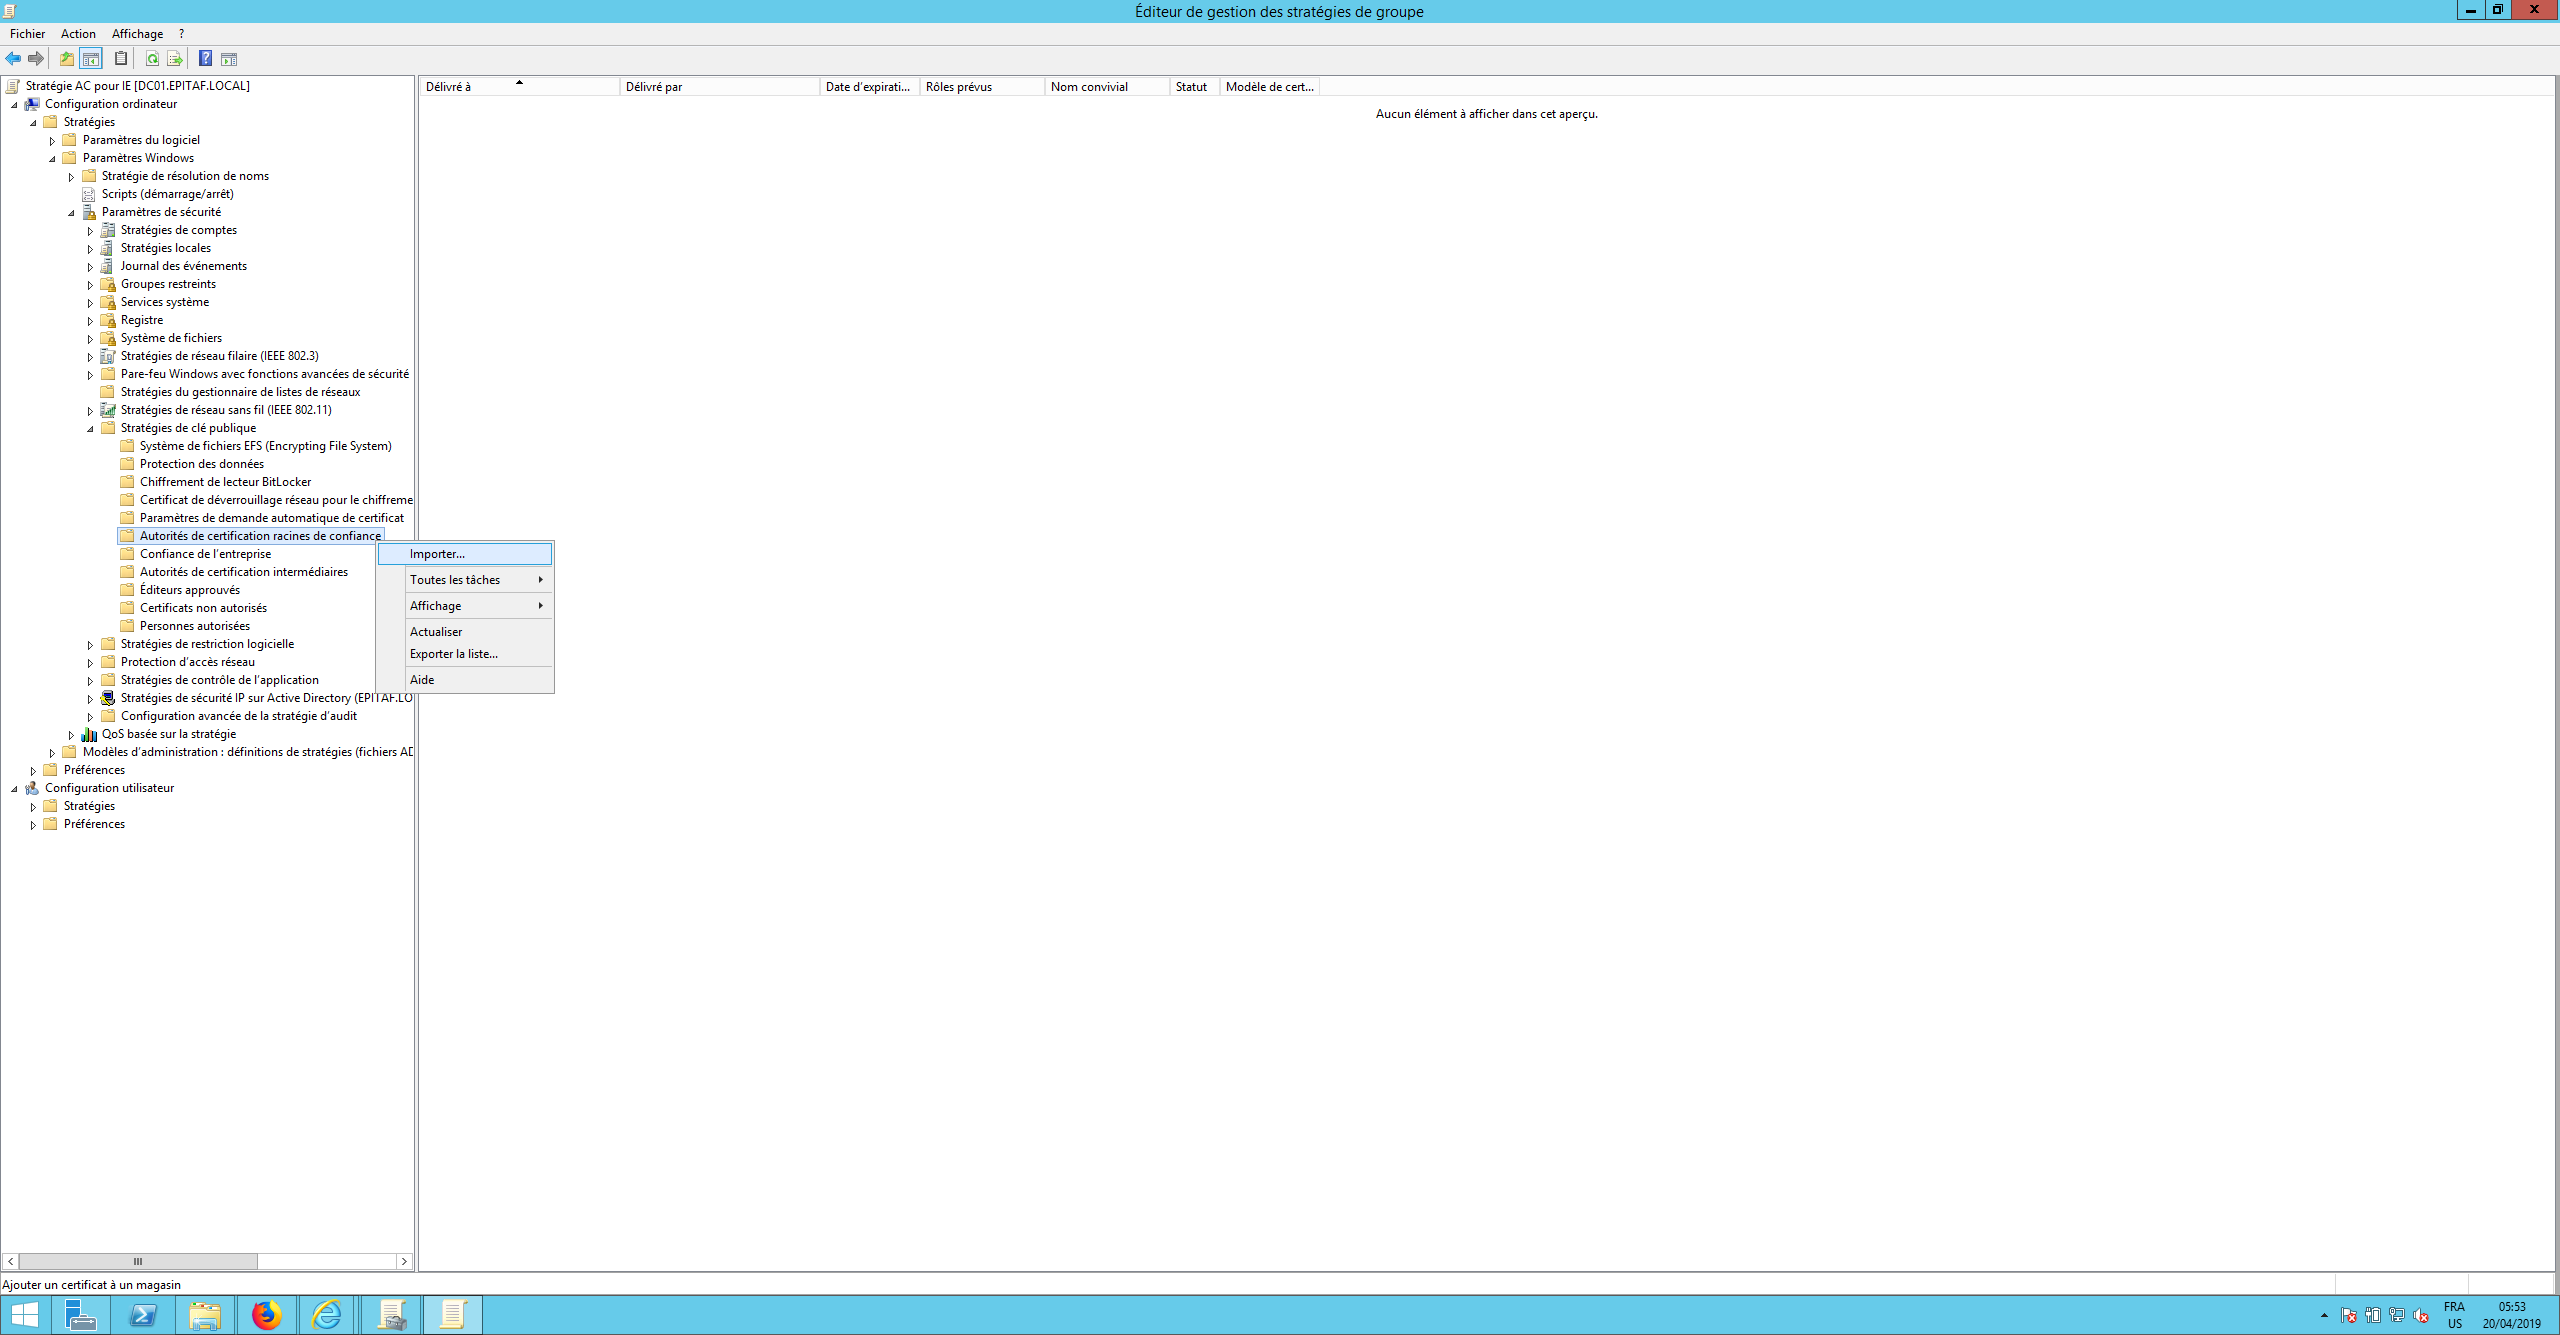 Éditeur de gestion des stratégies de groupe
Fichier Action Affichage ?
Stratégie AC pour IE [DC01.EPITAF.LOCAL]
Configuration ordinateur
Stratégies
Paramètres du logiciel
Paramètres Windows
Stratégie de résolution de noms
Scripts (démarrage/arrêt)
Paramètres de sécurité
Stratégies de comptes
Stratégies locales
Journal des événements
Groupes restreints
Services système
Registre
Système de fichiers
Stratégies de réseau filaire (IEEE 802.3)
Pare-feu Windows avec fonctions avancées de sécurité
Stratégies du gestionnaire de listes de réseaux
Stratégies de réseau sans fil (IEEE 802.11)
Stratégies de clé publique
Système de fichiers EFS (Encrypting File System)
Protection des données
Chiffrement de lecteur BitLocker
Certificat de déverrouillage réseau pour le chiffreme
Paramètres de demande automatique de certificat
Autorités de certification racines de confiance
Confiance de l'entreprise
Autorités de certification intermédiaires
Éditeurs approuvés
Certificats non autorisés
Personnes autorisées
Stratégies de restriction logicielle
Protection d'accès réseau
Stratégies de contrôle de l'application
Stratégies de sécurité IP sur Active Directory (EPITAF.LO
Configuration avancée de la stratégie d'audit
QoS basée sur la stratégie
Modèles d'administration : définitions de stratégies (fichiers AD
Préférences
Configuration utilisateur
Stratégies
Préférences
Délivré à Délivré par Date d'expirati... Rôles prévus Nom convivial Statut Modèle de cert...
Aucun élément à afficher dans cet aperçu.
Importer...
Toutes les tâches
Affichage
Actualiser
Exporter la liste...
Aide
Ajouter un certificat à un magasin
FRA
US
05:53
20/04/2019